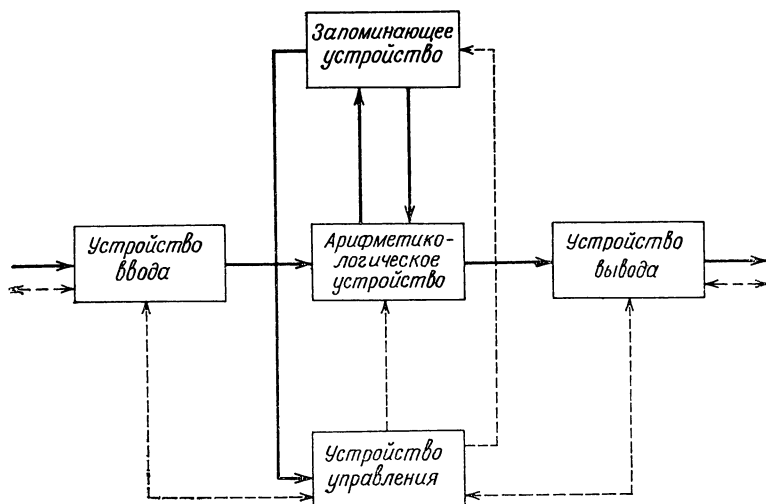 Запоминающее
устройство
Устройство
ввода
Арифметико-
логическое
устройство
Устройство
вывода
Устройство
управления